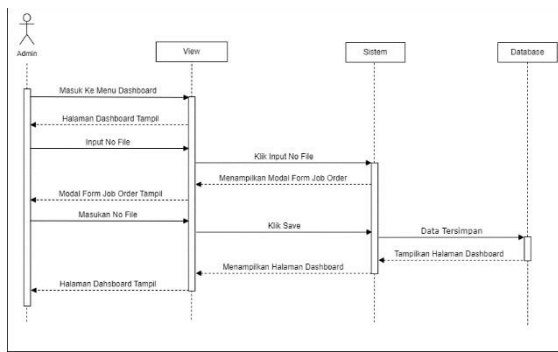 Admin
View
Sistem
Database
Masuk Ke Menu Dashboard
Halaman Dashboard Tampil
Input No File
Klik Input No File
Menampilkan Modal Form Job Order
Modal Form Job Order Tampil
Masukan No File
Klik Save
Data Tersimpan
Tampilkan Halaman Dashboard
Menampilkan Halaman Dashboard
Halaman Dahsboard Tampil